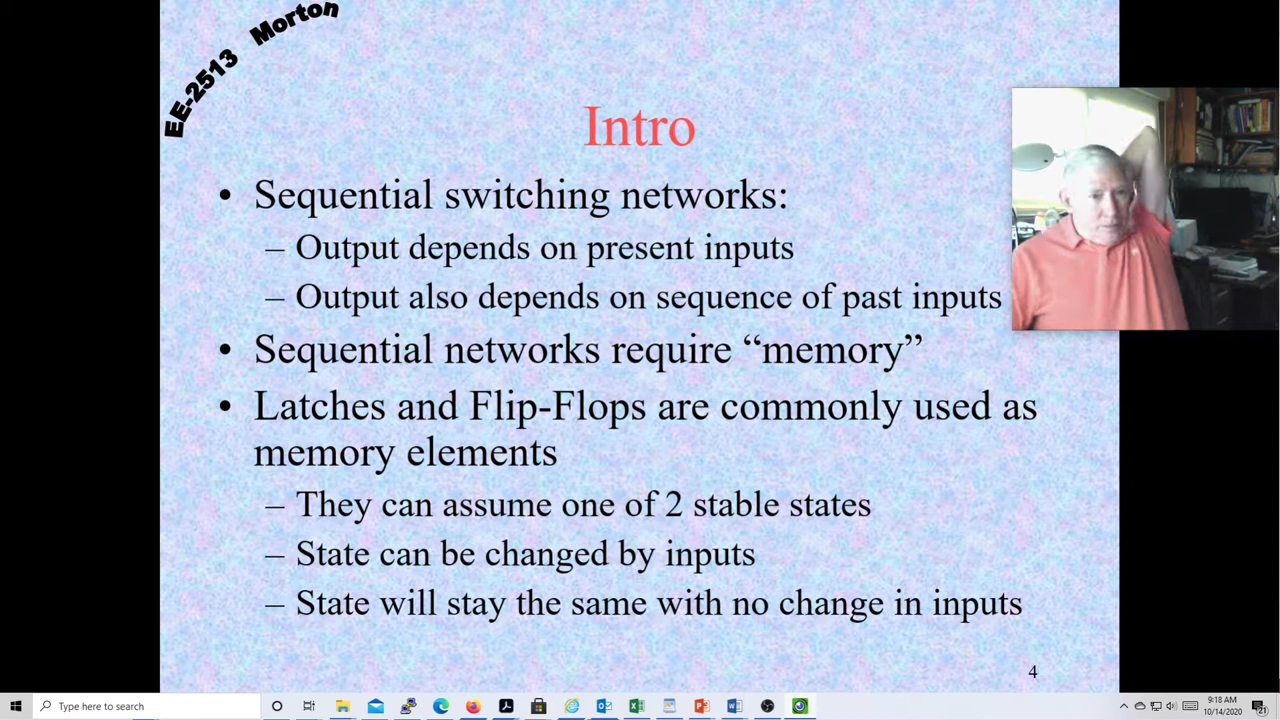 EE-2513 Morton
Intro
• Sequential switching networks:
– Output depends on present inputs
– Output also depends on sequence of past inputs
• Sequential networks require “memory”
• Latches and Flip-Flops are commonly used as
memory elements
– They can assume one of 2 stable states
– State can be changed by inputs
– State will stay the same with no change in inputs
4
Type here to search
9:18 AM
10/14/2020
21